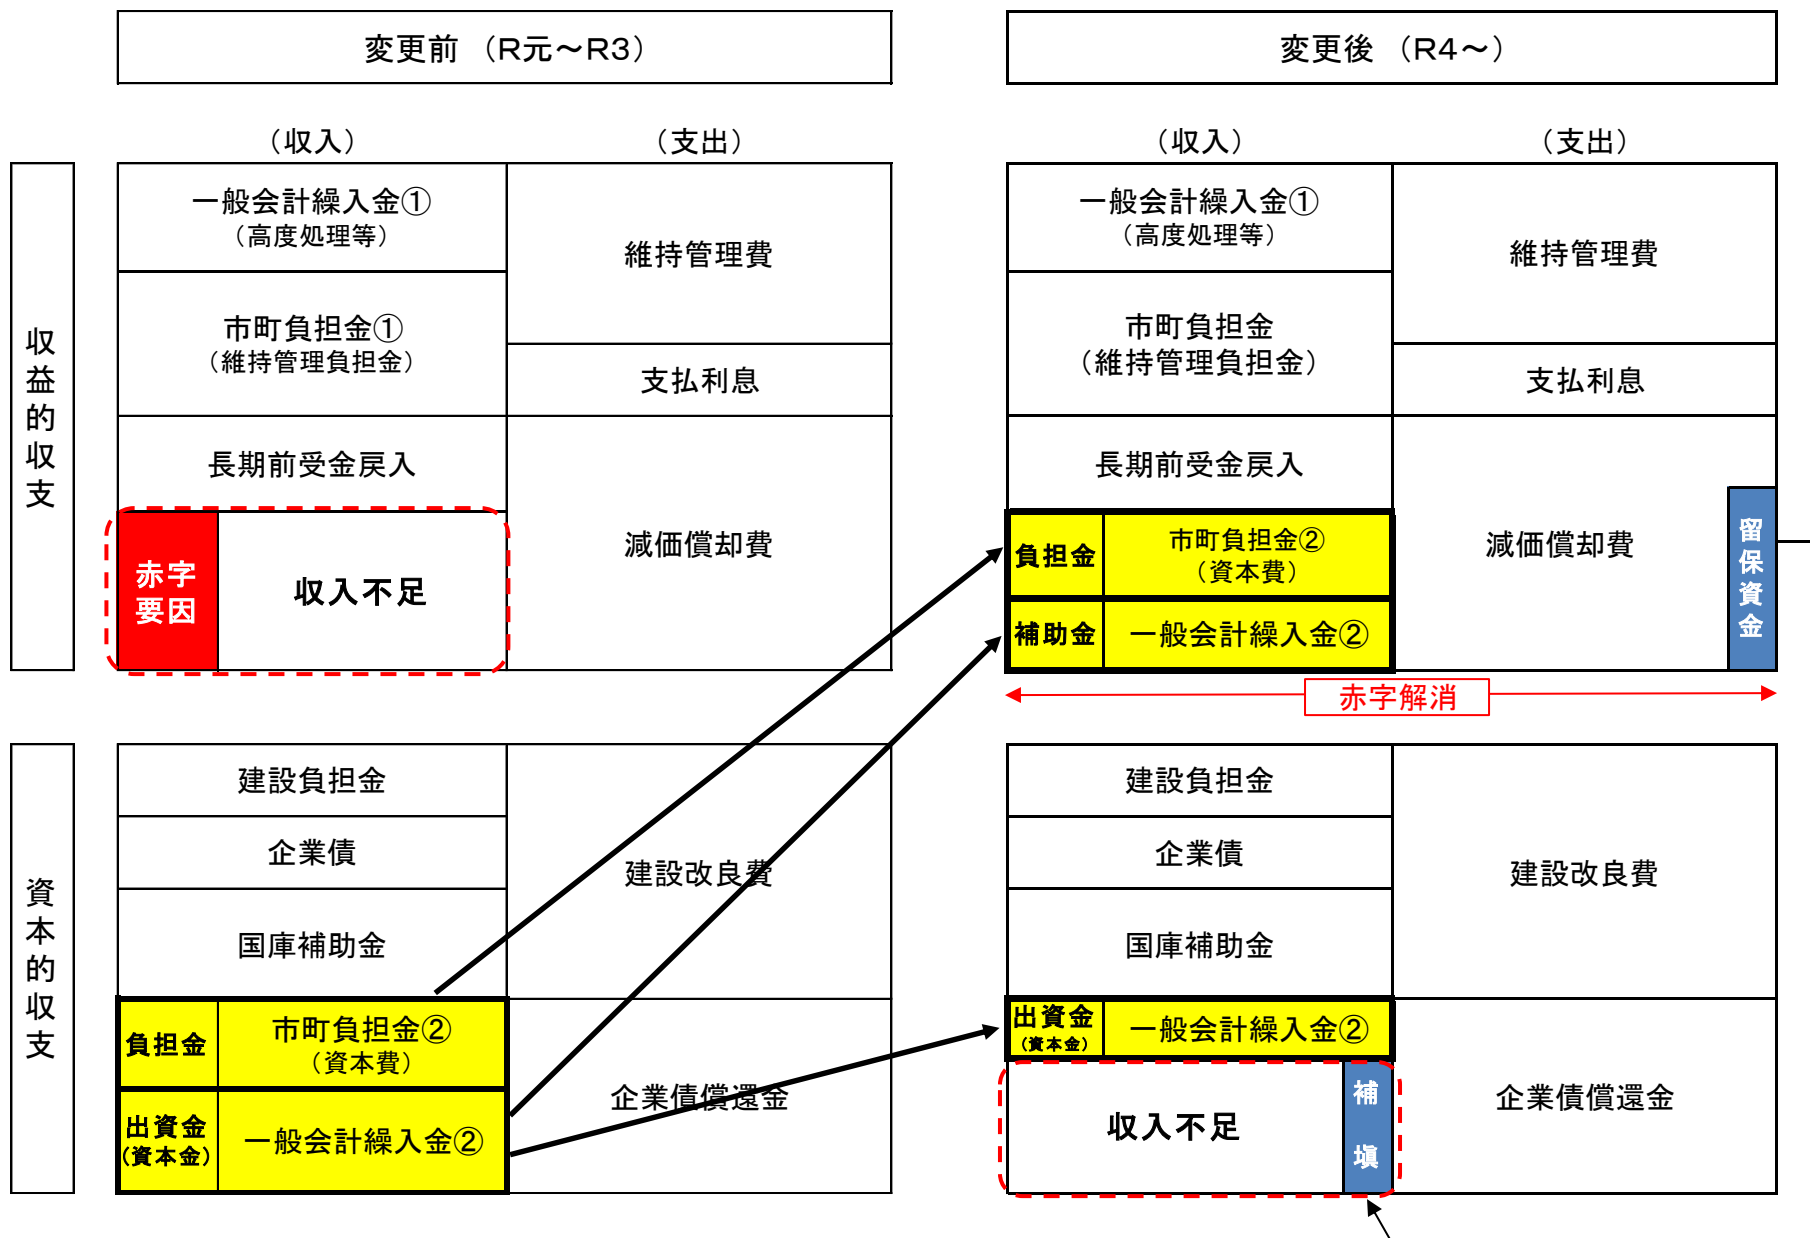 変更前 （R元～R3）
変更後 （R4～）
（収入）
（支出）
（収入）
（支出）
収益的収支
一般会計繰入金①
（高度処理等）
市町負担金①
（維持管理負担金）
長期前受金戻入
赤字
要因
収入不足
維持管理費
支払利息
減価償却費
一般会計繰入金①
（高度処理等）
市町負担金
（維持管理負担金）
長期前受金戻入
負担金
市町負担金②
（資本費）
補助金
一般会計繰入金②
維持管理費
支払利息
減価償却費
留保資金
赤字解消
資本的収支
建設負担金
企業債
国庫補助金
負担金
市町負担金②
（資本費）
出資金
（資本金）
一般会計繰入金②
建設改良費
企業債償還金
建設負担金
企業債
国庫補助金
出資金
（資本金）
一般会計繰入金②
収入不足
補塡
建設改良費
企業債償還金